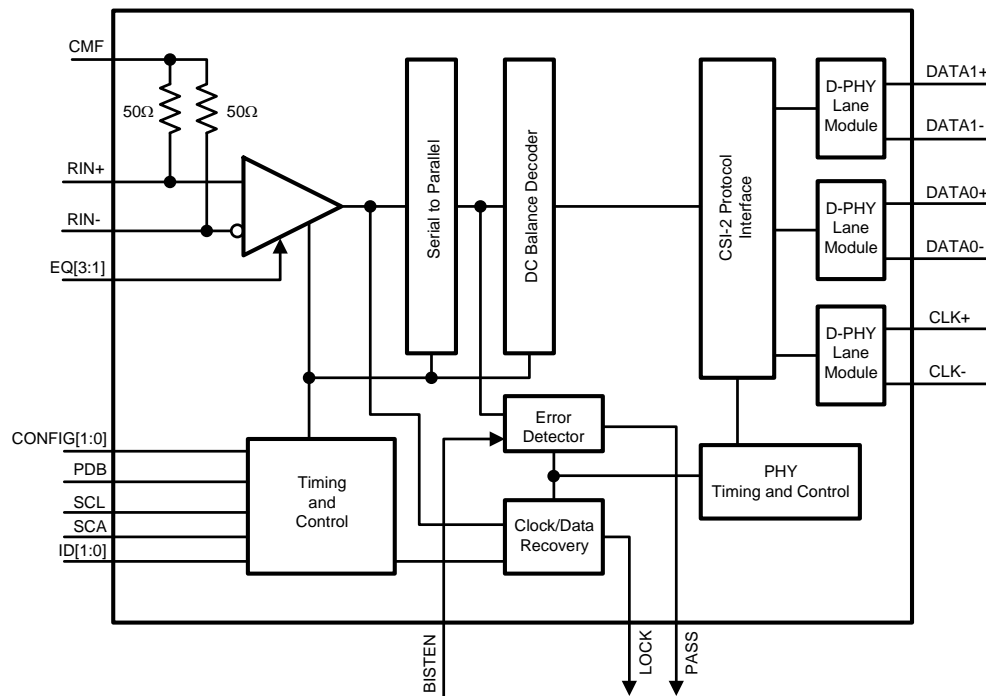 CMF
50Ω
50Ω
RIN+
RIN-
EQ[3:1]
Serial to Parallel
DC Balance Decoder
CSI-2 Protocol
Interface
D-PHY
Lane
Module
DATA1+
DATA1-
D-PHY
Lane
Module
DATA0+
DATA0-
D-PHY
Lane
Module
CLK+
CLK-
CONFIG[1:0]
PDB
SCL
SCA
ID[1:0]
Timing
and
Control
Error
Detector
Clock/Data
Recovery
PHY
Timing and Control
BISTEN
LOCK
PASS